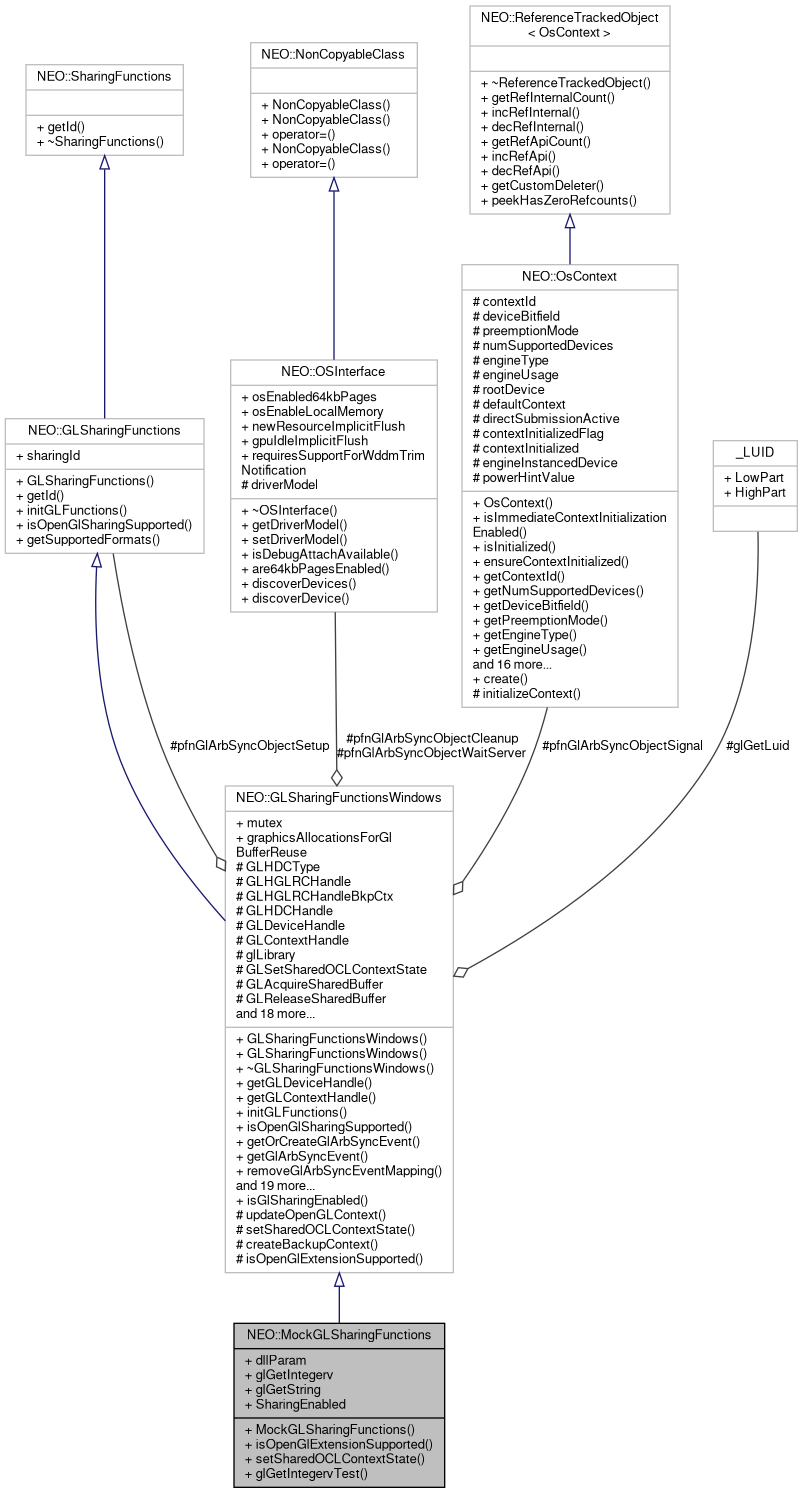 NEO::ReferenceTrackedObject
< OsContext >
+ ~ReferenceTrackedObject()
+ getRefInternalCount()
+ incRefInternal()
+ decRefInternal()
+ getRefApiCount()
+ incRefApi()
+ decRefApi()
+ getCustomDeleter()
+ peekHasZeroRefcounts()
NEO::NonCopyableClass
+ NonCopyableClass()
+ NonCopyableClass()
+ operator=()
+ NonCopyableClass()
+ operator=()
NEO::SharingFunctions
+ getId()
+ ~SharingFunctions()
NEO::OsContext
# contextId
# deviceBitfield
# preemptionMode
# numSupportedDevices
# engineType
# engineUsage
# rootDevice
# defaultContext
# directSubmissionActive
# contextInitializedFlag
# contextInitialized
# engineInstancedDevice
# powerHintValue
+ OsContext()
+ isImmediateContextInitialization
Enabled()
+ isInitialized()
+ ensureContextInitialized()
+ getContextId()
+ getNumSupportedDevices()
+ getDeviceBitfield()
+ getPreemptionMode()
+ getEngineType()
+ getEngineUsage()
and 16 more...
+ create()
# initializeContext()
NEO::OSInterface
+ osEnabled64kbPages
+ osEnableLocalMemory
+ newResourceImplicitFlush
+ gpuIdleImplicitFlush
+ requiresSupportForWddmTrim
Notification
# driverModel
+ ~OSInterface()
+ getDriverModel()
+ setDriverModel()
+ isDebugAttachAvailable()
+ are64kbPagesEnabled()
+ discoverDevices()
+ discoverDevice()
NEO::GLSharingFunctions
+ sharingId
+ GLSharingFunctions()
+ getId()
+ initGLFunctions()
+ isOpenGlSharingSupported()
+ getSupportedFormats()
_LUID
+ LowPart
+ HighPart
#pfnGlArbSyncObjectSetup
#pfnGlArbSyncObjectCleanup
#pfnGlArbSyncObjectWaitServer
#pfnGlArbSyncObjectSignal
#glGetLuid
NEO::GLSharingFunctionsWindows
+ mutex
+ graphicsAllocationsForGl
BufferReuse
# GLHDCType
# GLHGLRCHandle
# GLHGLRCHandleBkpCtx
# GLHDCHandle
# GLDeviceHandle
# GLContextHandle
# glLibrary
# GLSetSharedOCLContextState
# GLAcquireSharedBuffer
# GLReleaseSharedBuffer
and 18 more...
+ GLSharingFunctionsWindows()
+ GLSharingFunctionsWindows()
+ ~GLSharingFunctionsWindows()
+ getGLDeviceHandle()
+ getGLContextHandle()
+ initGLFunctions()
+ isOpenGlSharingSupported()
+ getOrCreateGlArbSyncEvent()
+ getGlArbSyncEvent()
+ removeGlArbSyncEventMapping()
and 19 more...
+ isGlSharingEnabled()
# updateOpenGLContext()
# setSharedOCLContextState()
# createBackupContext()
# isOpenGlExtensionSupported()
NEO::MockGLSharingFunctions
+ dllParam
+ glGetIntegerv
+ glGetString
+ SharingEnabled
+ MockGLSharingFunctions()
+ isOpenGlExtensionSupported()
+ setSharedOCLContextState()
+ glGetIntegervTest()